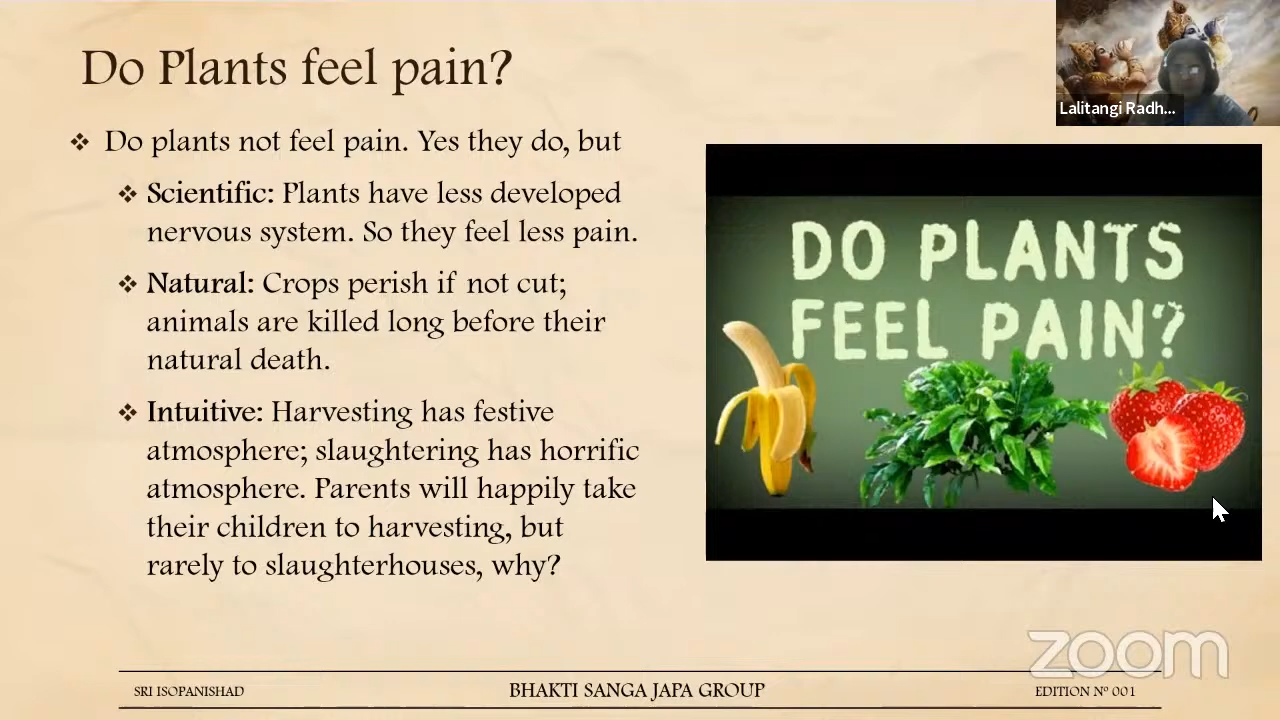 Do Plants feel pain?
Lalitangi Radh...
Do plants not feel pain. Yes they do, but
Scientific: Plants have less developed
nervous system. So they feel less pain.
Natural: Crops perish if not cut;
animals are killed long before their
natural death.
Intuitive: Harvesting has festive
atmosphere; slaughtering has horrific
atmosphere. Parents will happily take
their children to harvesting, but
rarely to slaughterhouses, why?
DO PLANTS
FEEL PAIN?
zoom
SRI ISOPANISHAD
BHAKTI SANGA JAPA GROUP
EDITION Nº 001